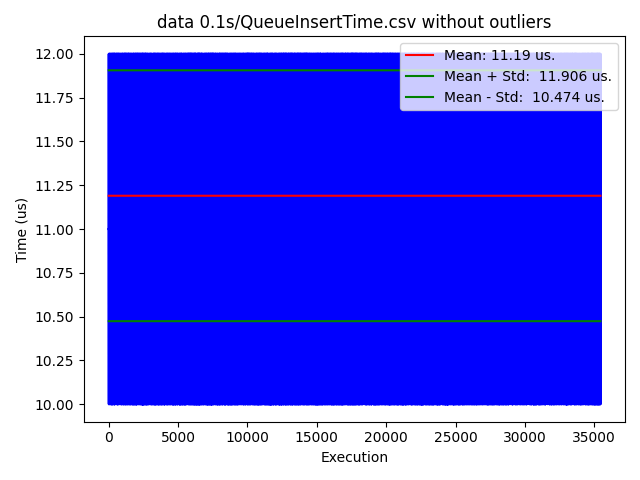 data 0.1s/QueueInsertTime.csv without outliers
Mean: 11.19 us.
Mean + Std:  11.906 us.
Mean - Std:  10.474 us.
Time (us)
12.00
11.75
11.50
11.25
11.00
10.75
10.50
10.25
10.00
0 5000 10000 15000 20000 25000 30000 35000
Execution